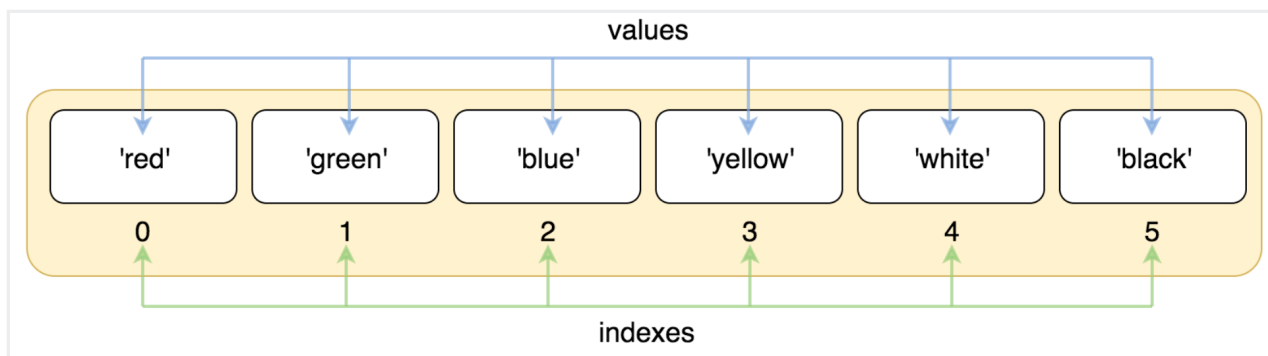 values
'red' 'green' 'blue' 'yellow' 'white' 'black'
0 1 2 3 4 5
indexes